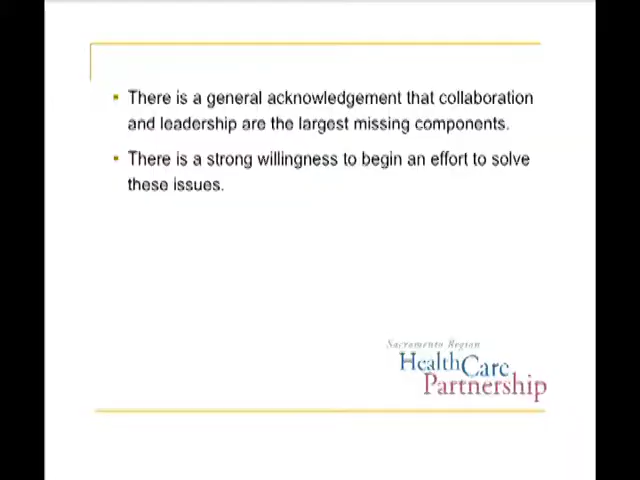 There is a general acknowledgement that collaboration
and leadership are the largest missing components.
There is a strong willingness to begin an effort to solve
these issues.
Sacramento Region
HealthCare
Partnership